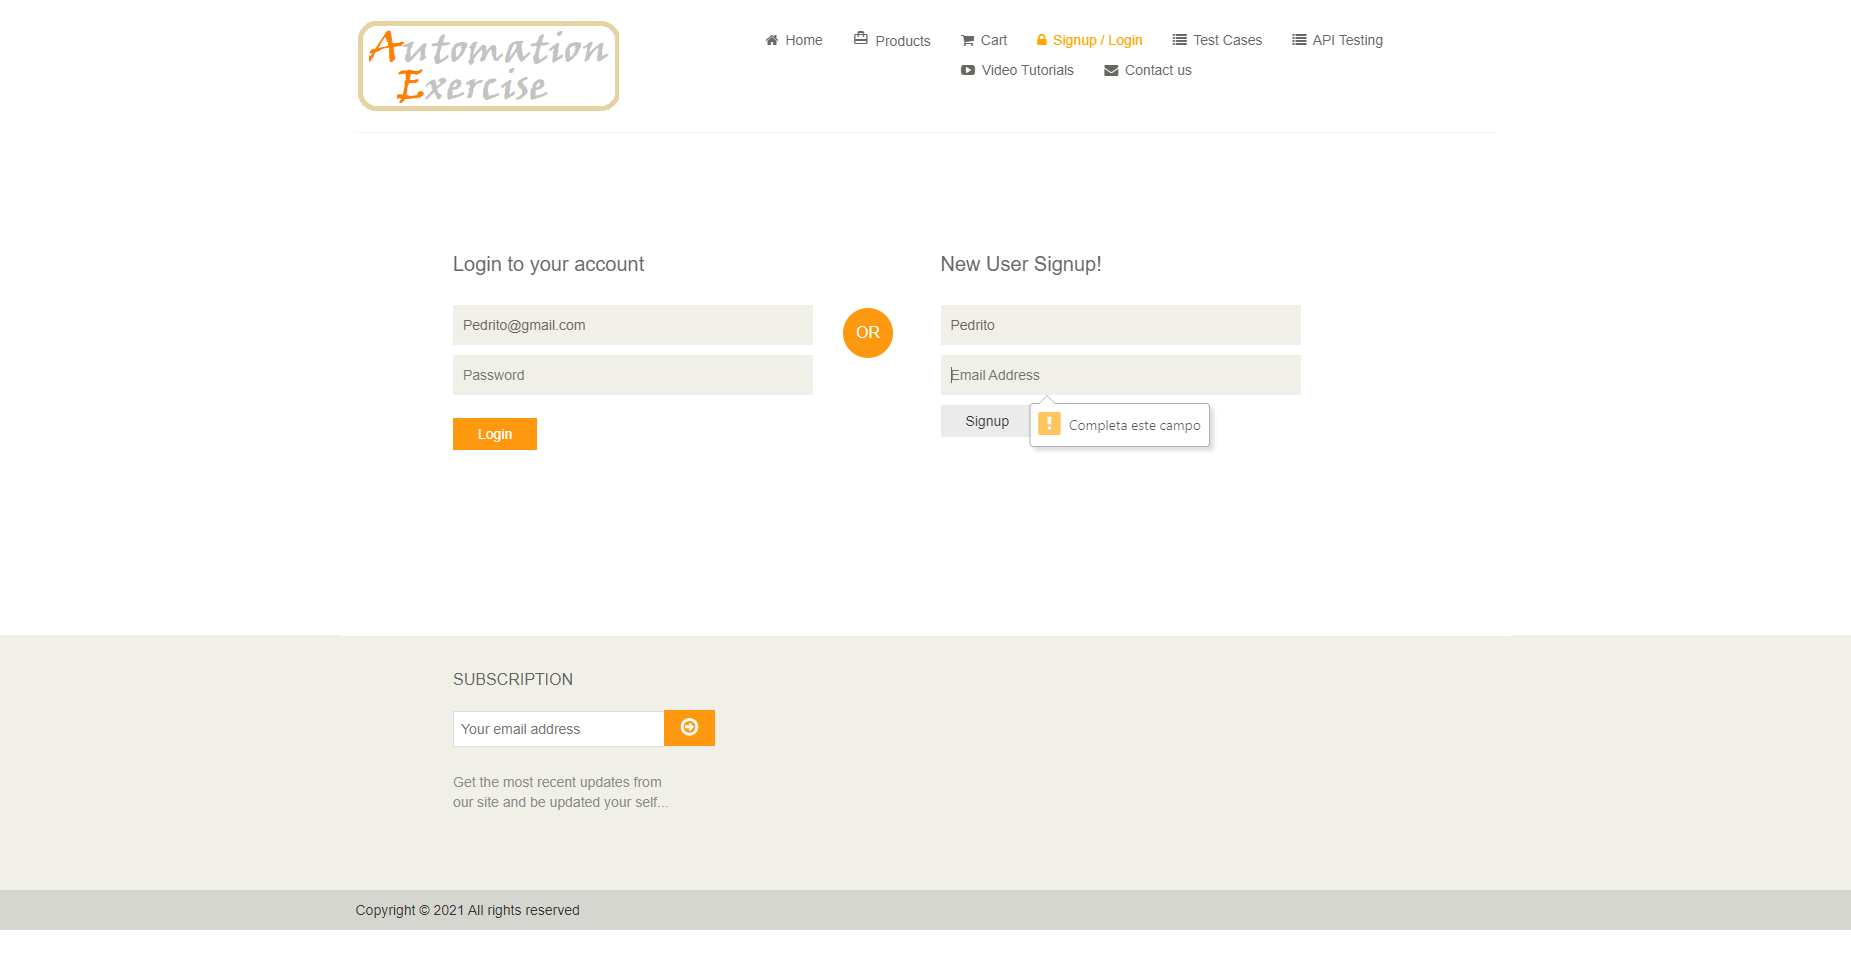 Automation
Exercise
Home
Products
Cart
Signup / Login
Test Cases
API Testing
Video Tutorials
Contact us
Login to your account
Pedrito@gmail.com
Password
Login
OR
New User Signup!
Pedrito
Email Address
Signup
Completa este campo
SUBSCRIPTION
Your email address
Get the most recent updates from
our site and be updated your self...
Copyright © 2021 All rights reserved